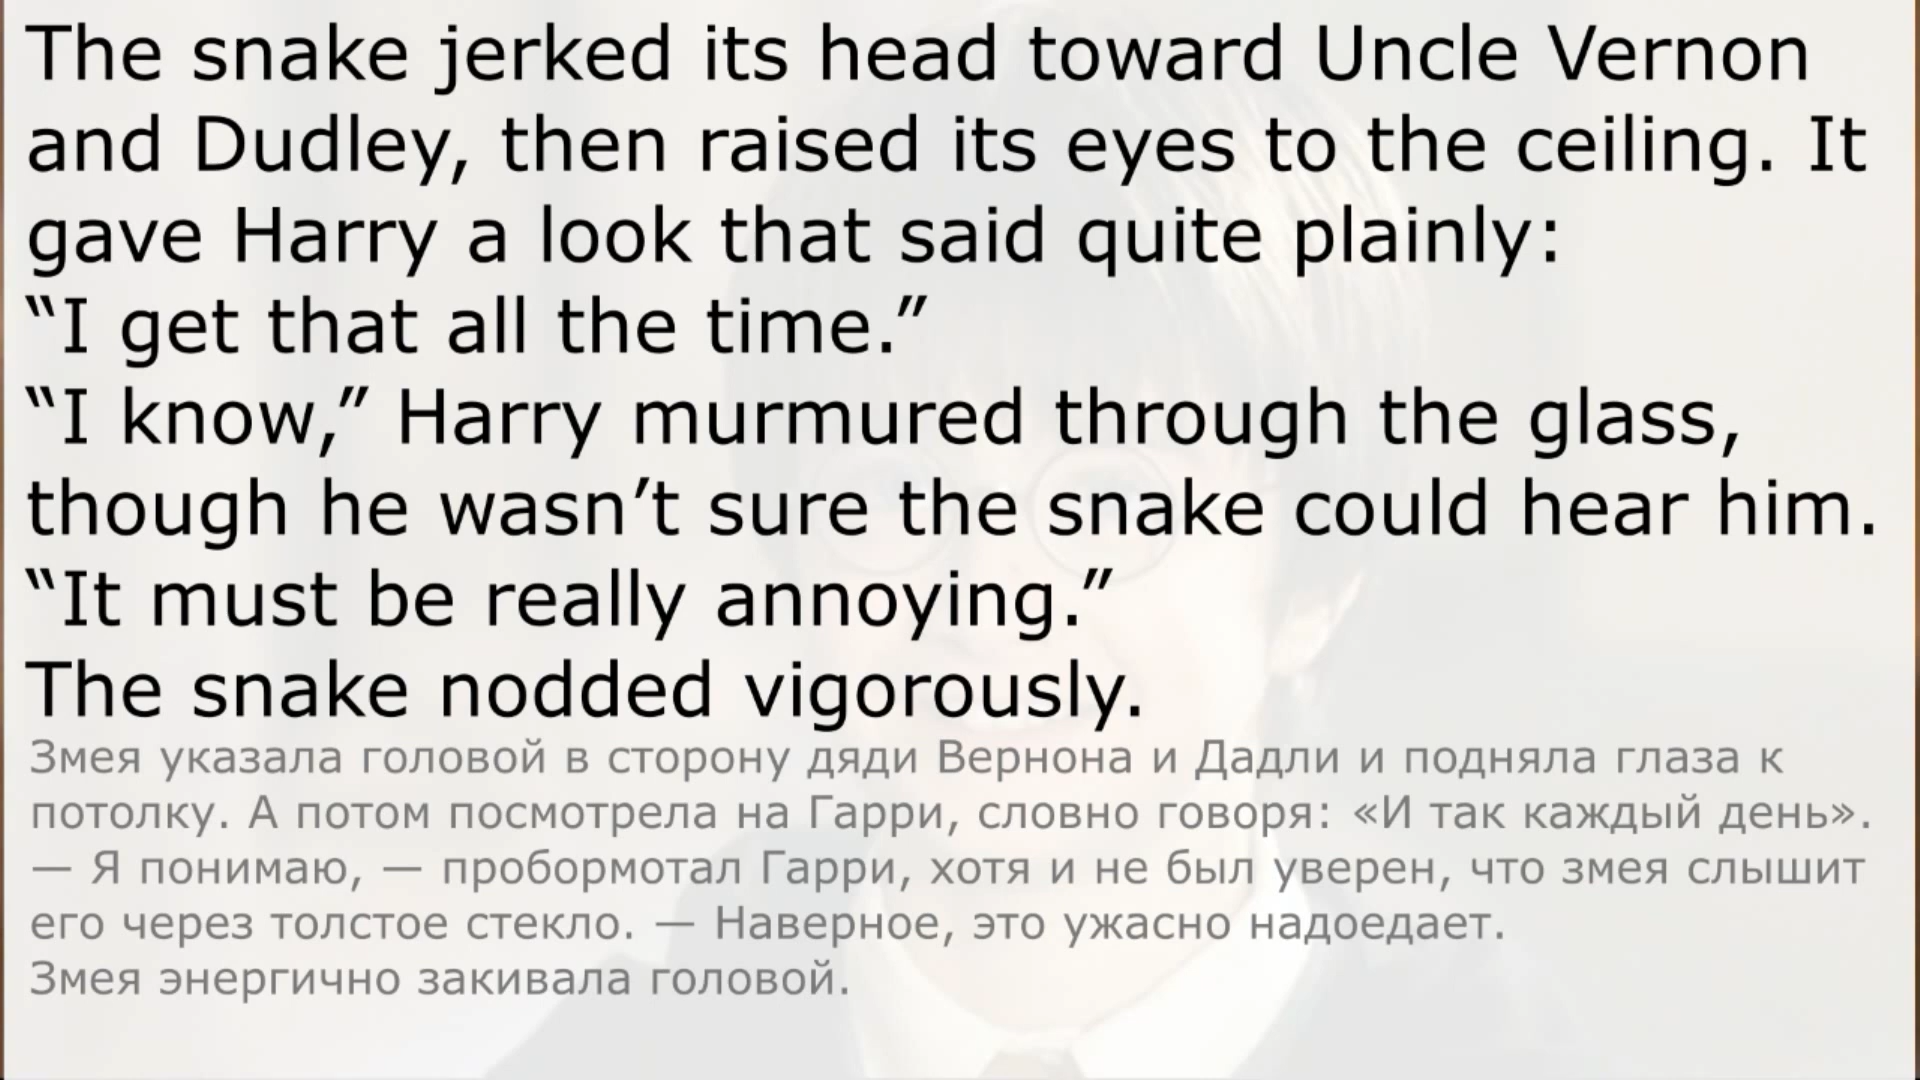 The snake jerked its head toward Uncle Vernon
and Dudley, then raised its eyes to the ceiling. It
gave Harry a look that said quite plainly:
“I get that all the time.”
“I know,” Harry murmured through the glass,
though he wasn’t sure the snake could hear him.
“It must be really annoying.”
The snake nodded vigorously.
Змея указала головой в сторону дяди Вернона и Дадли и подняла глаза к
потолку. А потом посмотрела на Гарри, словно говоря: «И так каждый день».
— Я понимаю, — пробормотал Гарри, хотя и не был уверен, что змея слышит
его через толстое стекло. — Наверное, это ужасно надоедает.
Змея энергично закивала головой.